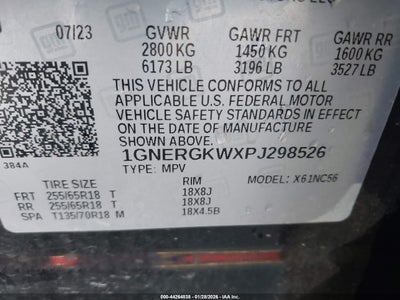 07/23 GVWR GAWR FRT GAWR RR
2800 KG 1450 KG 1600 KG
6173 LB 3196 LB 3527 LB
THIS VEHICLE CONFORMS TO ALL
APPLICABLE U.S. FEDERAL MOTOR
VEHICLE SAFETY STANDARDS IN EFFECT
ON THE DATE OF MANUFACTURE SHOWN ABOVE.
1GNERGKWXPJ298526
384A TYPE: MPV MODEL: X61NC56
TIRE SIZE RIM
FRT 255/65R18 T 18X8J
RR 255/65R18 T 18X8J
SPA T135/70R18 M 18X4.5B
000-44264838 - 01/28/2026 - IAAI.COM